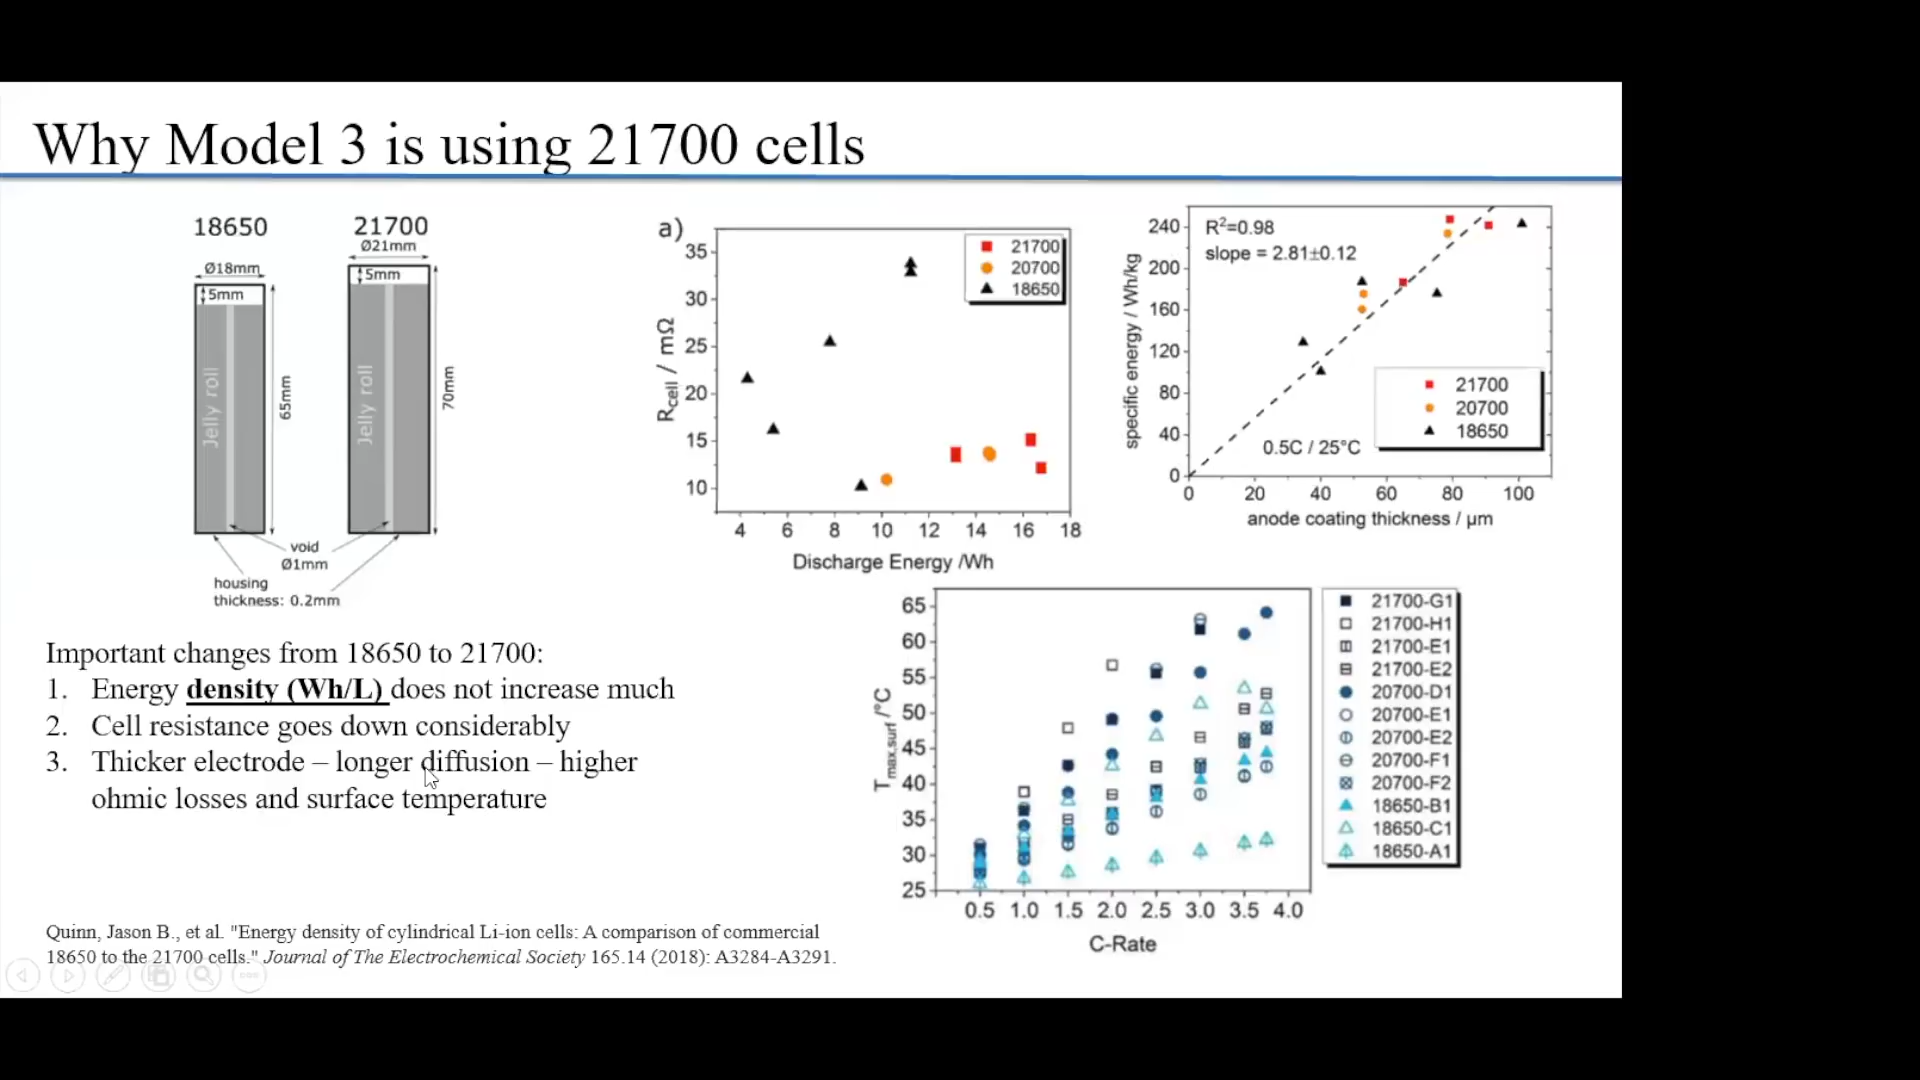 Why Model 3 is using 21700 cells
18650
21700
Ø18mm
Ø21mm
5mm
5mm
Jelly roll
Jelly roll
65mm
70mm
void
Ø1mm
housing
thickness: 0.2mm
Important changes from 18650 to 21700:
1. Energy density (Wh/L) does not increase much
2. Cell resistance goes down considerably
3. Thicker electrode – longer diffusion – higher
ohmic losses and surface temperature
Quinn, Jason B., et al. "Energy density of cylindrical Li-ion cells: A comparison of commercial
18650 to the 21700 cells." Journal of The Electrochemical Society 165.14 (2018): A3284-A3291.
a)
Rcell / mΩ
35
30
25
20
15
10
4 6 8 10 12 14 16 18
Discharge Energy /Wh
21700
20700
18650
specific energy / Wh/kg
240
200
160
120
80
40
0
R²=0.98
slope = 2.81±0.12
0.5C / 25°C
21700
20700
18650
0 20 40 60 80 100
anode coating thickness / µm
Tmax,surf /°C
65
60
55
50
45
40
35
30
25
0.5 1.0 1.5 2.0 2.5 3.0 3.5 4.0
C-Rate
21700-G1
21700-H1
21700-E1
21700-E2
20700-D1
20700-E1
20700-E2
20700-F1
20700-F2
18650-B1
18650-C1
18650-A1